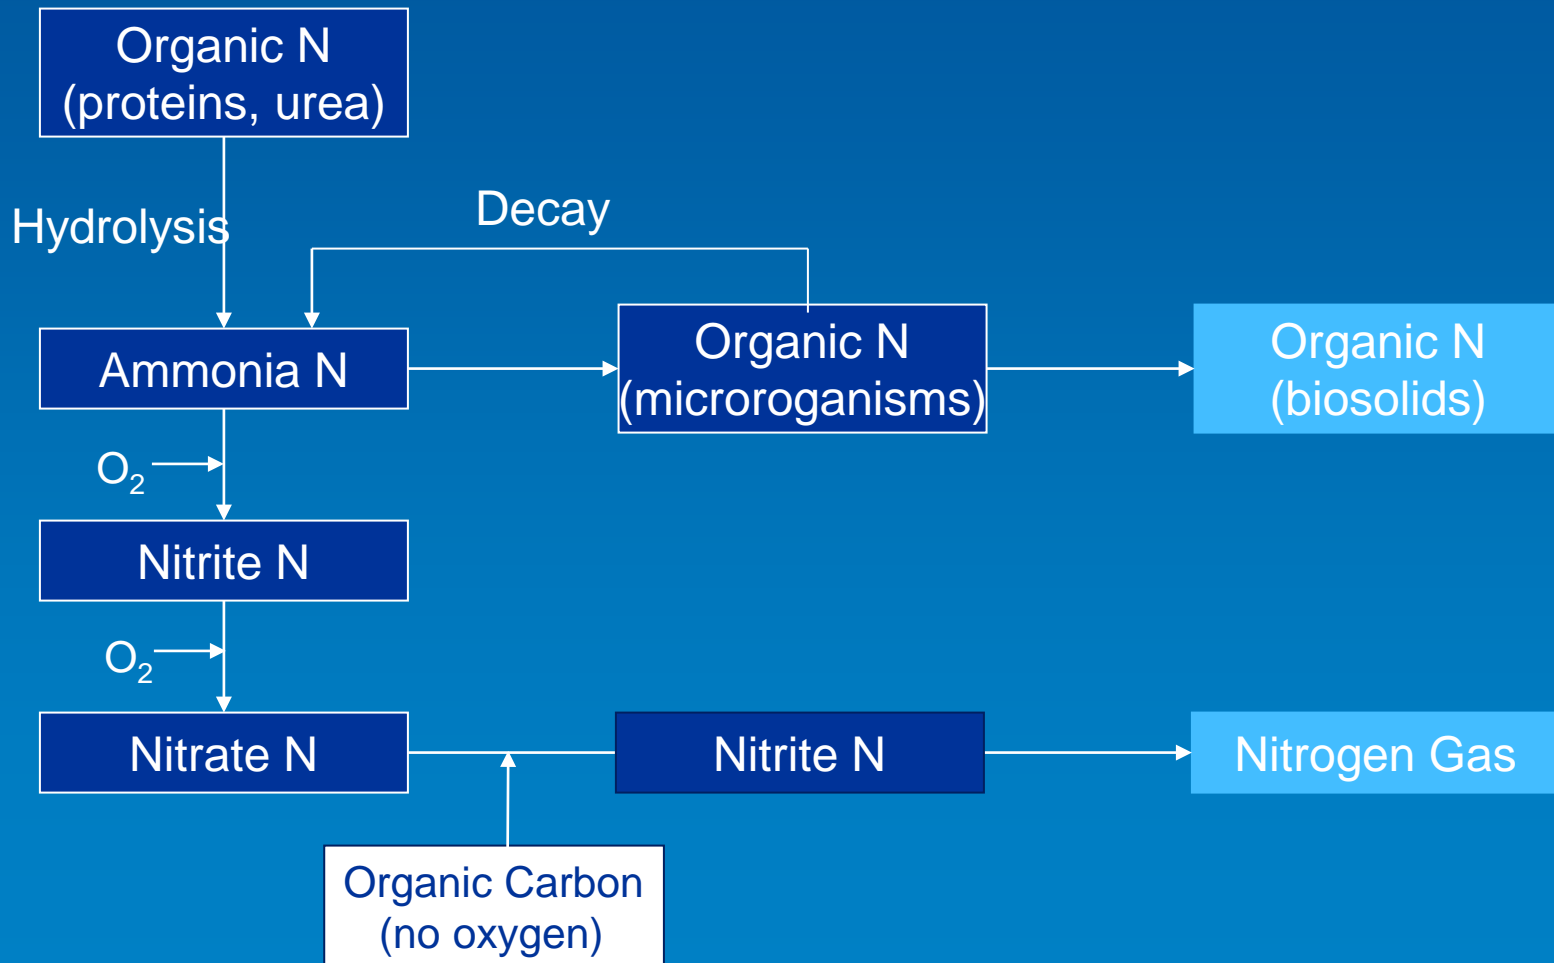 Organic N
(proteins, urea)
Hydrolysis
Decay
Ammonia N
Organic N
(microroganisms)
Organic N
(biosolids)
O₂
Nitrite N
O₂
Nitrate N
Nitrite N
Nitrogen Gas
Organic Carbon
(no oxygen)